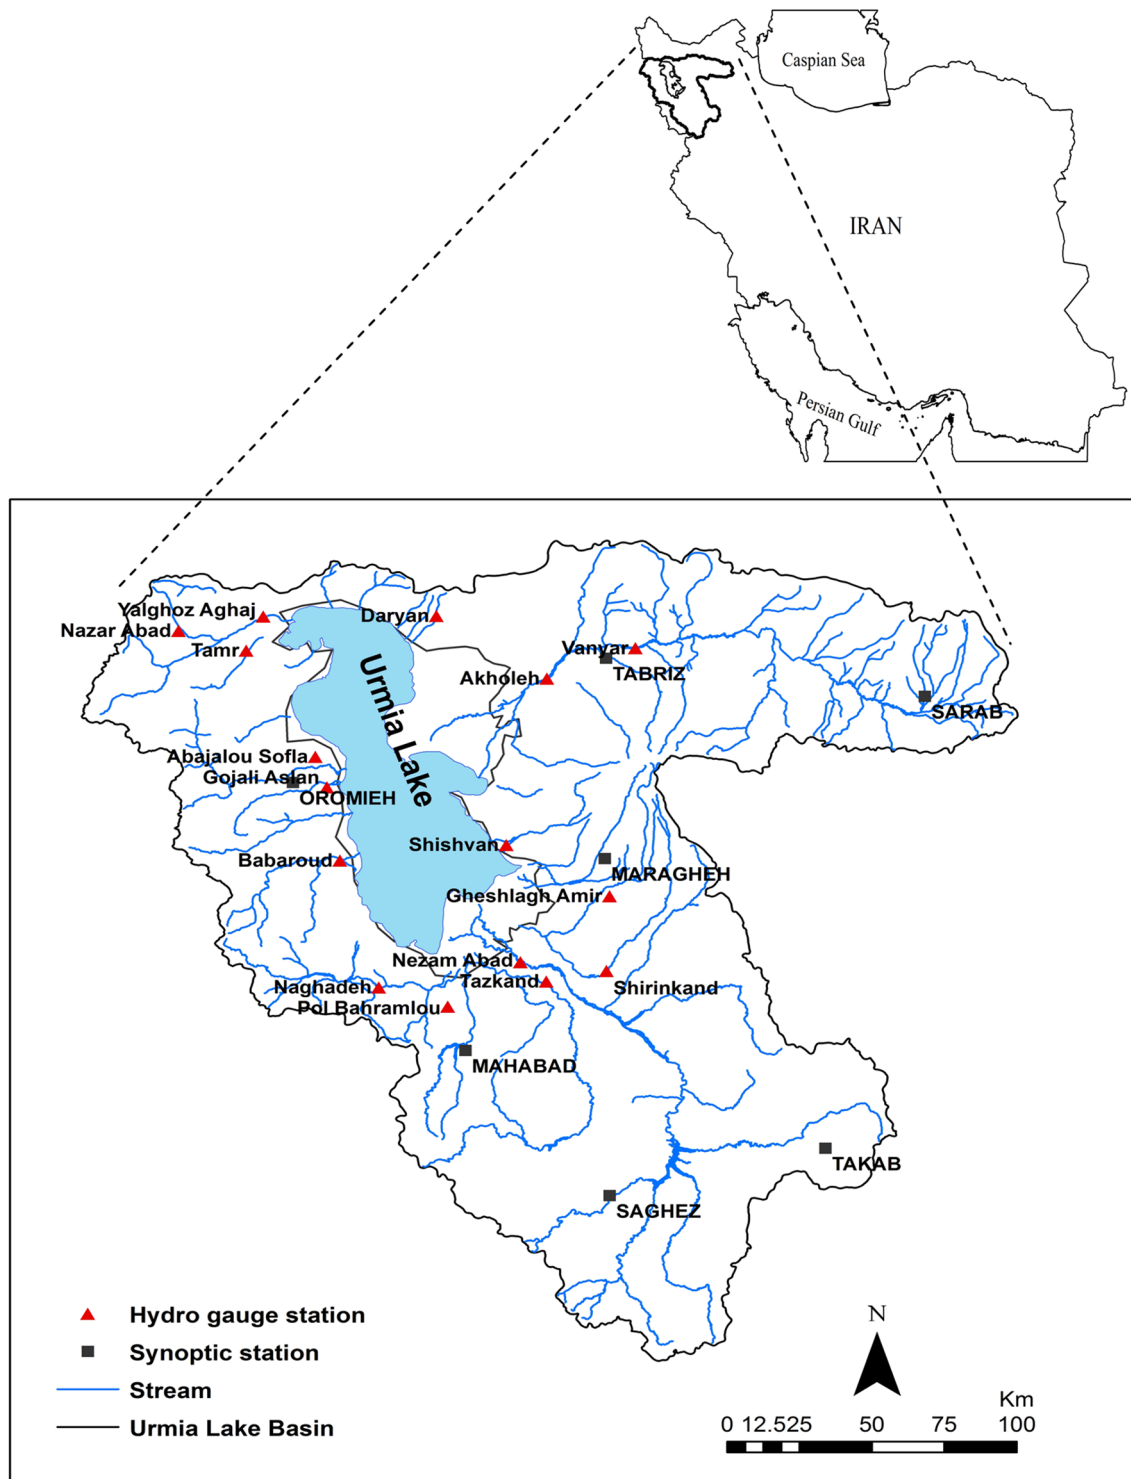 Caspian Sea
IRAN
Persian Gulf
Yalghoz Aghaj
Daryan
Nazar Abad
Tamr
Vanyar
TABRIZ
Akholeh
SARAB
Urmia Lake
Abajalou Sofla
Gojali Aslan
OROMIEH
Shishvan
Babaroud
MARAGHEH
Gheshlagh Amir
Nezam Abad
Tazkand
Naghadeh
Shirinkand
Pol Bahramlou
MAHABAD
TAKAB
SAGHEZ
Hydro gauge station
Synoptic station
Stream
Urmia Lake Basin
N
Km
0 12.525 50 75 100